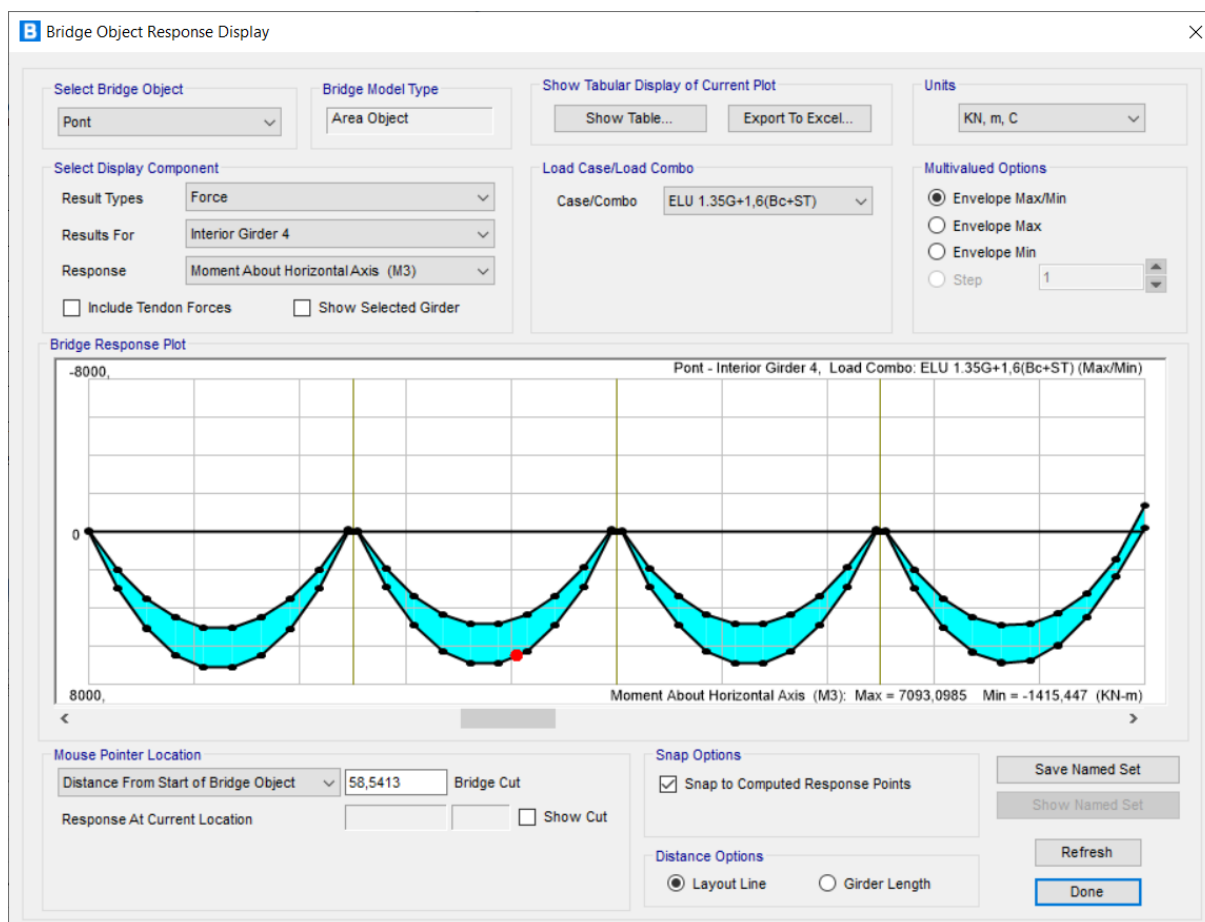 B Bridge Object Response Display
Select Bridge Object
Pont
Bridge Model Type
Area Object
Show Tabular Display of Current Plot
Show Table...
Export To Excel...
Units
KN, m, C
Select Display Component
Result Types
Force
Results For
Interior Girder 4
Response
Moment About Horizontal Axis (M3)
Include Tendon Forces
Show Selected Girder
Load Case/Load Combo
Case/Combo
ELU 1.35G+1,6(Bc+ST)
Multivalued Options
Envelope Max/Min
Envelope Max
Envelope Min
Step
1
Bridge Response Plot
-8000,
Pont - Interior Girder 4, Load Combo: ELU 1.35G+1,6(Bc+ST) (Max/Min)
0
8000,
Moment About Horizontal Axis (M3): Max = 7093,0985 Min = -1415,447 (KN-m)
Mouse Pointer Location
Distance From Start of Bridge Object
58,5413
Bridge Cut
Response At Current Location
Show Cut
Snap Options
Snap to Computed Response Points
Distance Options
Layout Line
Girder Length
Save Named Set
Show Named Set
Refresh
Done